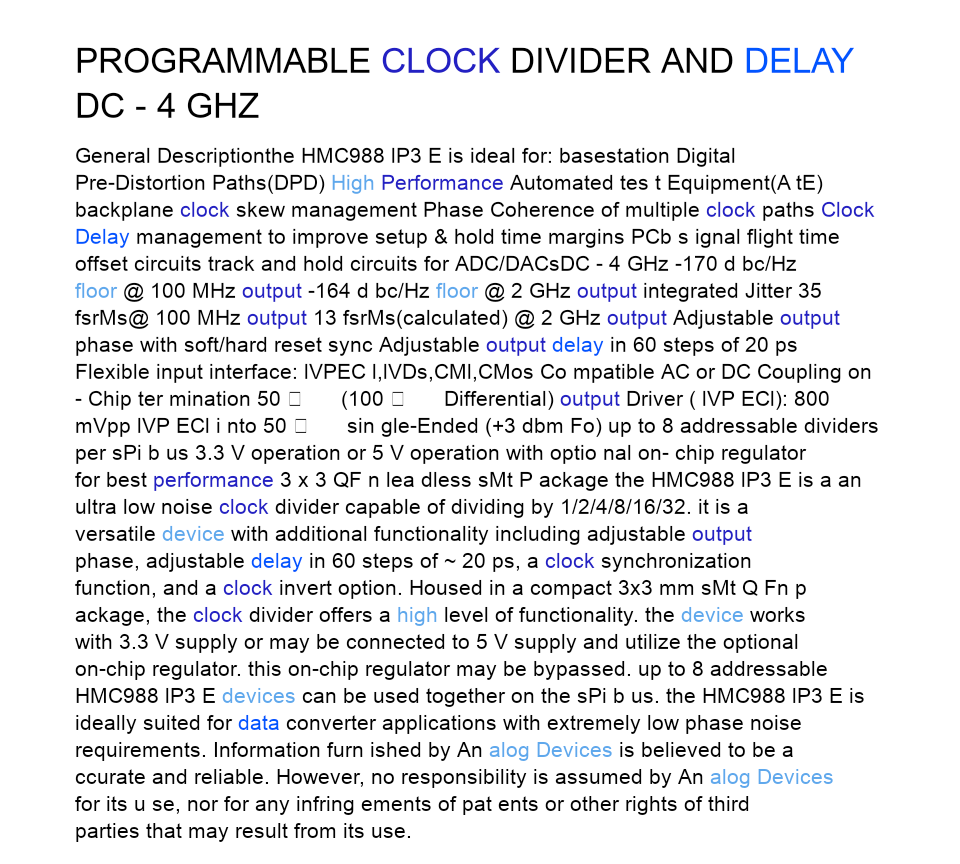 PROGRAMMABLE CLOCK DIVIDER AND DELAY
DC - 4 GHZ
General Descriptionthe HMC988 lP3 E is ideal for: basestation Digital
Pre-Distortion Paths(DPD) High Performance Automated tes t Equipment(A tE)
backplane clock skew management Phase Coherence of multiple clock paths Clock
Delay management to improve setup & hold time margins PCb s ignal flight time
offset circuits track and hold circuits for ADC/DACsDC - 4 GHz -170 d bc/Hz
floor @ 100 MHz output -164 d bc/Hz floor @ 2 GHz output integrated Jitter 35
fsrMs@ 100 MHz output 13 fsrMs(calculated) @ 2 GHz output Adjustable output
phase with soft/hard reset sync Adjustable output delay in 60 steps of 20 ps
Flexible input interface: lVPEC l,lVDs,CMl,CMos Co mpatible AC or DC Coupling on
- Chip ter mination 50 □ (100 □ Differential) output Driver ( lVP ECl): 800
mVpp lVP ECl i nto 50 □ sin gle-Ended (+3 dbm Fo) up to 8 addressable dividers
per sPi b us 3.3 V operation or 5 V operation with optio nal on- chip regulator
for best performance 3 x 3 QF n lea dless sMt P ackage the HMC988 lP3 E is a an
ultra low noise clock divider capable of dividing by 1/2/4/8/16/32. it is a
versatile device with additional functionality including adjustable output
phase, adjustable delay in 60 steps of ~ 20 ps, a clock synchronization
function, and a clock invert option. Housed in a compact 3x3 mm sMt Q Fn p
ackage, the clock divider offers a high level of functionality. the device works
with 3.3 V supply or may be connected to 5 V supply and utilize the optional
on-chip regulator. this on-chip regulator may be bypassed. up to 8 addressable
HMC988 lP3 E devices can be used together on the sPi b us. the HMC988 lP3 E is
ideally suited for data converter applications with extremely low phase noise
requirements. Information furn ished by An alog Devices is believed to be a
ccurate and reliable. However, no responsibility is assumed by An alog Devices
for its u se, nor for any infring ements of pat ents or other rights of third
parties that may result from its use.